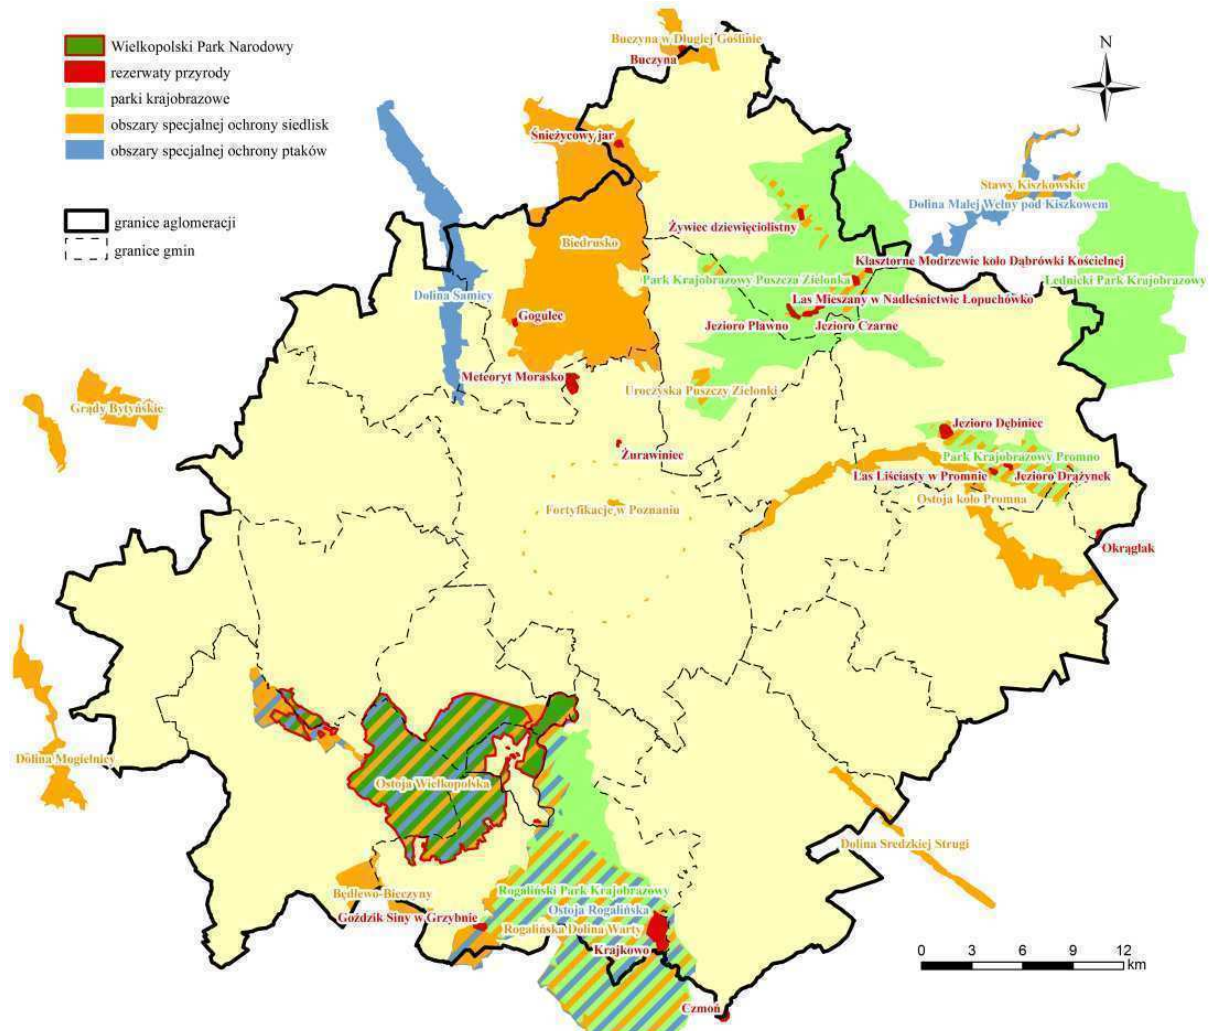 Wielkopolski Park Narodowy
rezerwaty przyrody
parki krajobrazowe
obszary specjalnej ochrony siedlisk
obszary specjalnej ochrony ptaków
granice aglomeracji
granice gmin
N
Buczyna w Długiej Goślinie
Buczyna
Śnieżycowy jar
Stawy Kiszkowskie
Dolina Małej Wełny pod Kiszkowem
Żywiec dziewięciolistny
Biedrusko
Klasztorne Modrzewie koło Dąbrówki Kościelnej
Park Krajobrazowy Puszcza Zielonka
Lednicki Park Krajobrazowy
Dolina Samicy
Las Mieszany w Nadleśnictwie Łopuchówko
Gogulec
Jezioro Pławno
Jezioro Czarne
Meteoryt Morasko
Uroczyska Puszczy Zielonki
Grądy Bytyńskie
Jezioro Dębiniec
Żurawiniec
Park Krajobrazowy Promno
Las Liściasty w Promnie
Jezioro Drążynek
Ostoja koło Promna
Fortyfikacje w Poznaniu
Okrąglak
Dolina Mogielnicy
Ostoja Wielkopolska
Dolina Średzkiej Strugi
Będlewo-Bieczyny
Rogaliński Park Krajobrazowy
Ostoja Rogalińska
Goździk Siny w Grzybnie
Rogalińska Dolina Warty
Krajkowo
Czmoń
0 3 6 9 12
km